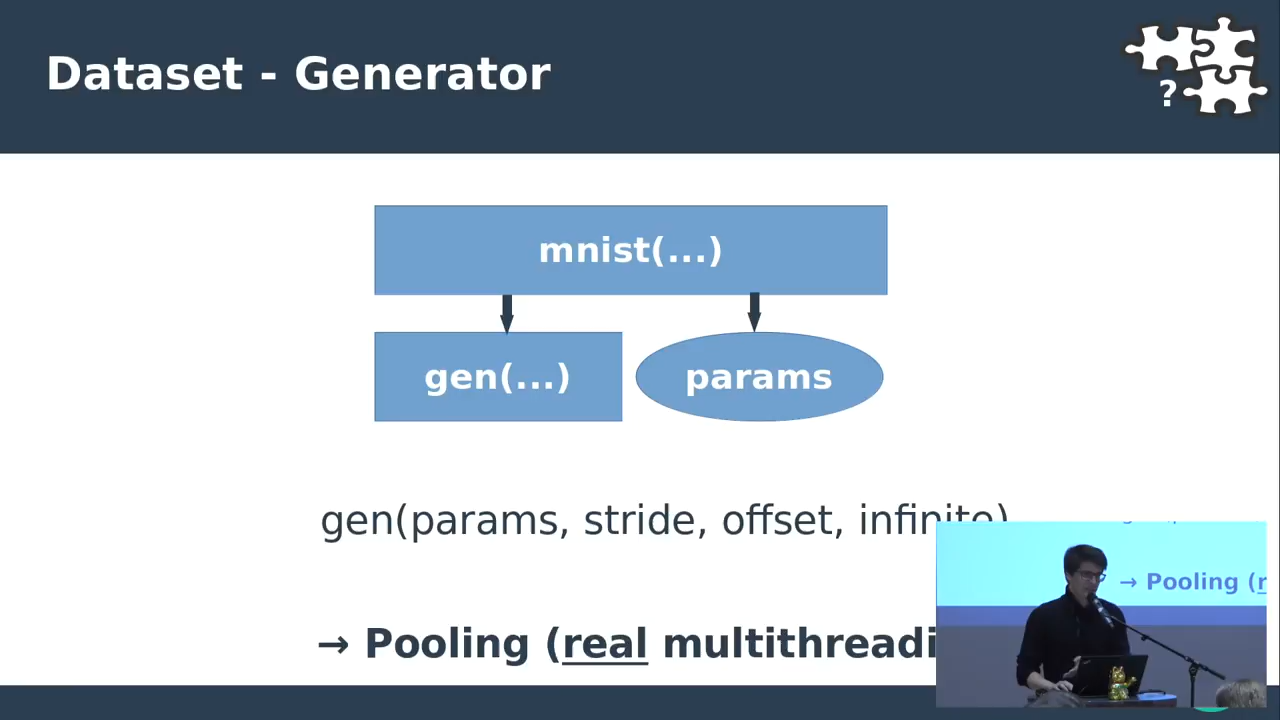 Dataset - Generator
?
mnist(...)
gen(...)
params
gen(params, stride, offset, infinite)
→ Pooling (real multithreadi
→ Pooling (r